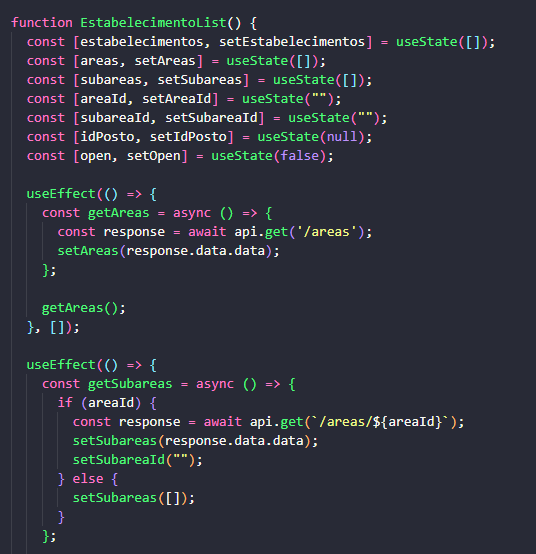 function EstabelecimentoList() {
  const [estabelecimentos, setEstabelecimentos] = useState([]);
  const [areas, setAreas] = useState([]);
  const [subareas, setSubareas] = useState([]);
  const [areaId, setAreaId] = useState("");
  const [subareaId, setSubareaId] = useState("");
  const [idPosto, setIdPosto] = useState(null);
  const [open, setOpen] = useState(false);

  useEffect(() => {
    const getAreas = async () => {
      const response = await api.get('/areas');
      setAreas(response.data.data);
    };

    getAreas();
  }, []);

  useEffect(() => {
    const getSubareas = async () => {
      if (areaId) {
        const response = await api.get(`/areas/${areaId}`);
        setSubareas(response.data.data);
        setSubareaId("");
      } else {
        setSubareas([]);
      }
    };